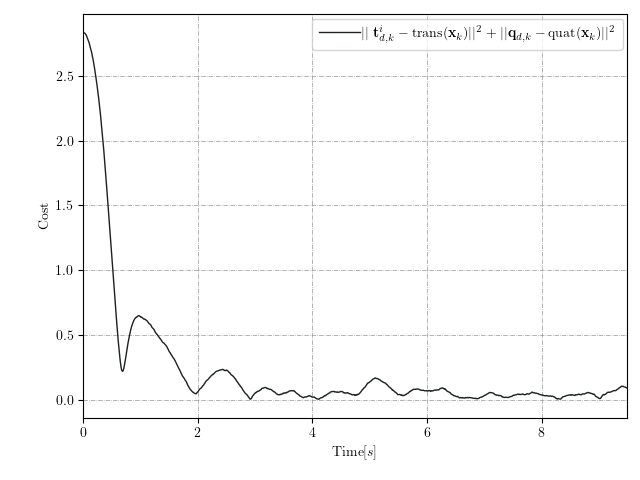 || t^i_{d,k} − trans(x_k)||² + ||q_{d,k} − quat(x_k)||²
2.5
2.0
1.5
1.0
0.5
0.0
Cost
0 2 4 6 8
Time[s]